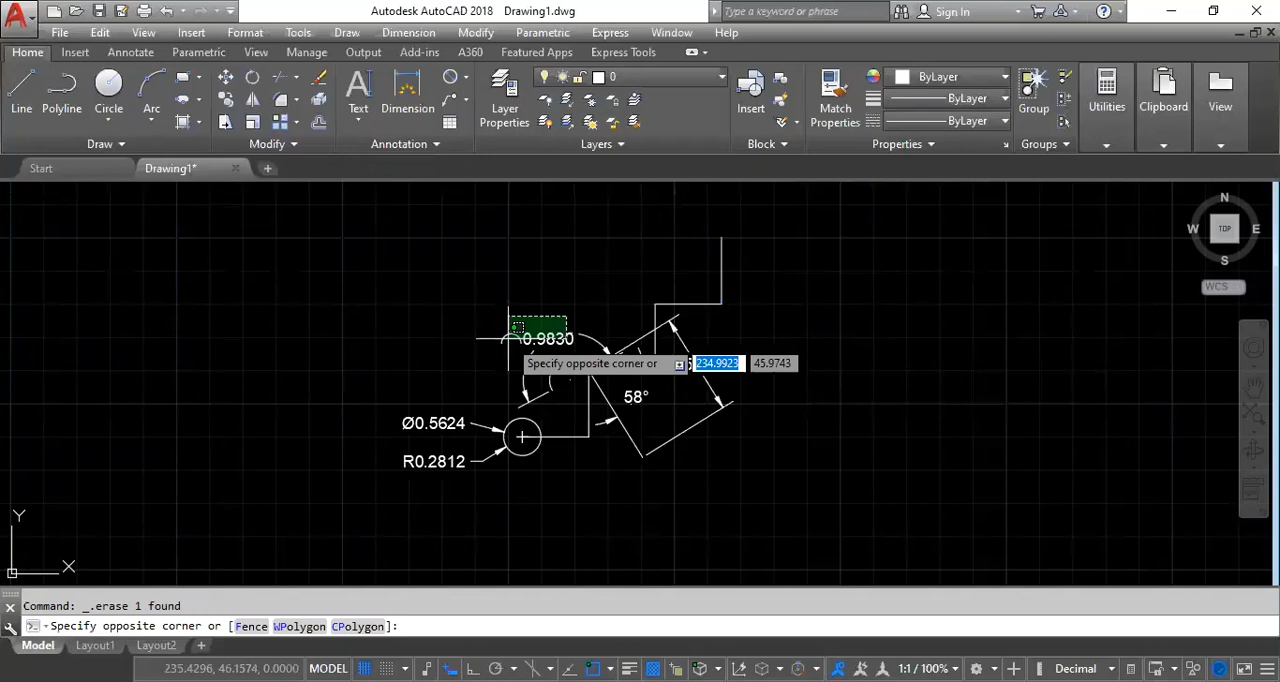 Autodesk AutoCAD 2018 Drawing1.dwg
Type a keyword or phrase
Sign In
File Edit View Insert Format Tools Draw Dimension Modify Parametric Express Window Help
Home Insert Annotate Parametric View Manage Output Add-ins A360 Featured Apps Express Tools
Line Polyline Circle Arc
Text Dimension
Layer Properties
0
Insert
Match Properties
ByLayer
ByLayer
ByLayer
Group
Utilities
Clipboard
View
Draw Modify Annotation Layers Block Properties Groups
Start Drawing1*
N
W TOP E
S
WCS
0.9830
Specify opposite corner or 234.9923 45.9743
58°
Ø0.5624
R0.2812
Y
X
Command: _.erase 1 found
Specify opposite corner or [Fence WPolygon CPolygon]:
Model Layout1 Layout2
235.4296, 46.1574, 0.0000 MODEL 1:1 / 100% Decimal